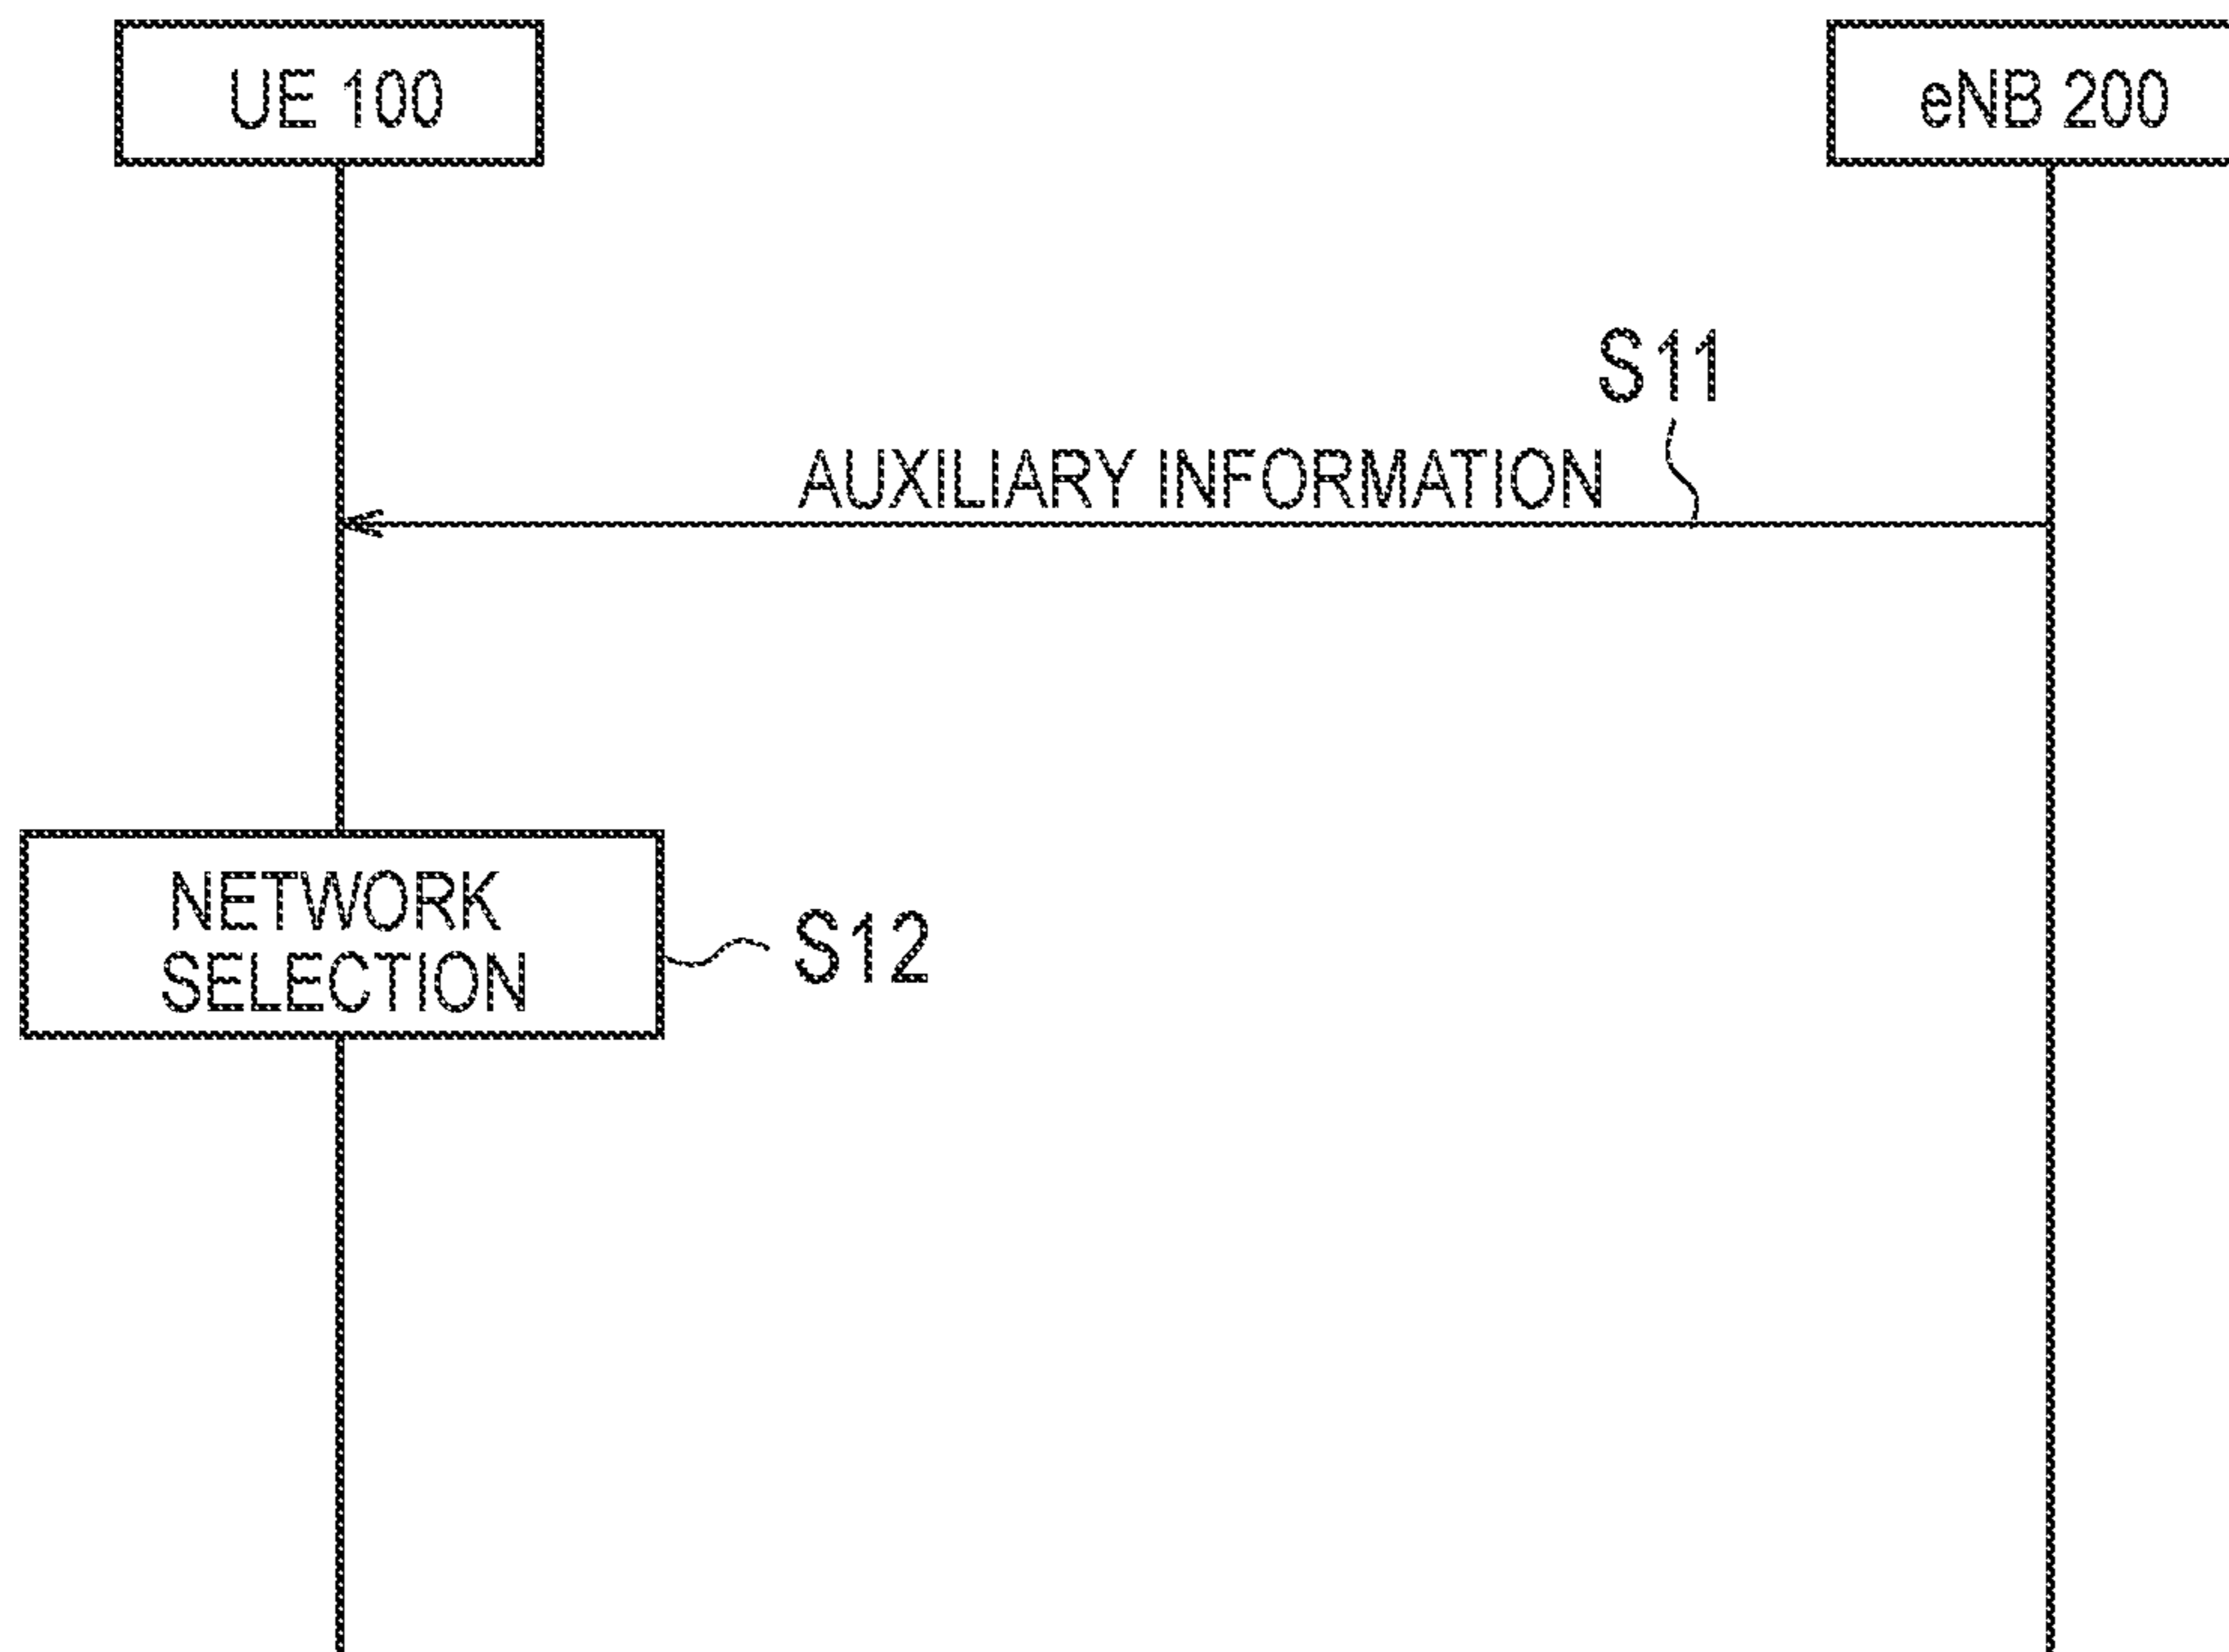 UE 100
eNB 200
S11
AUXILIARY INFORMATION
NETWORK
SELECTION
S12